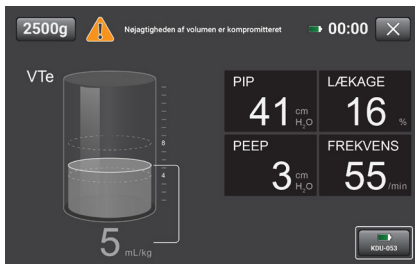 2500g
Nøjagtigheden af volumen er kompromitteret
00:00
VTe
8
4
5 mL/kg
PIP
41 cm H₂O
LÆKAGE
16 %
PEEP
3 cm H₂O
FREKVENS
55 /min
KDU-053